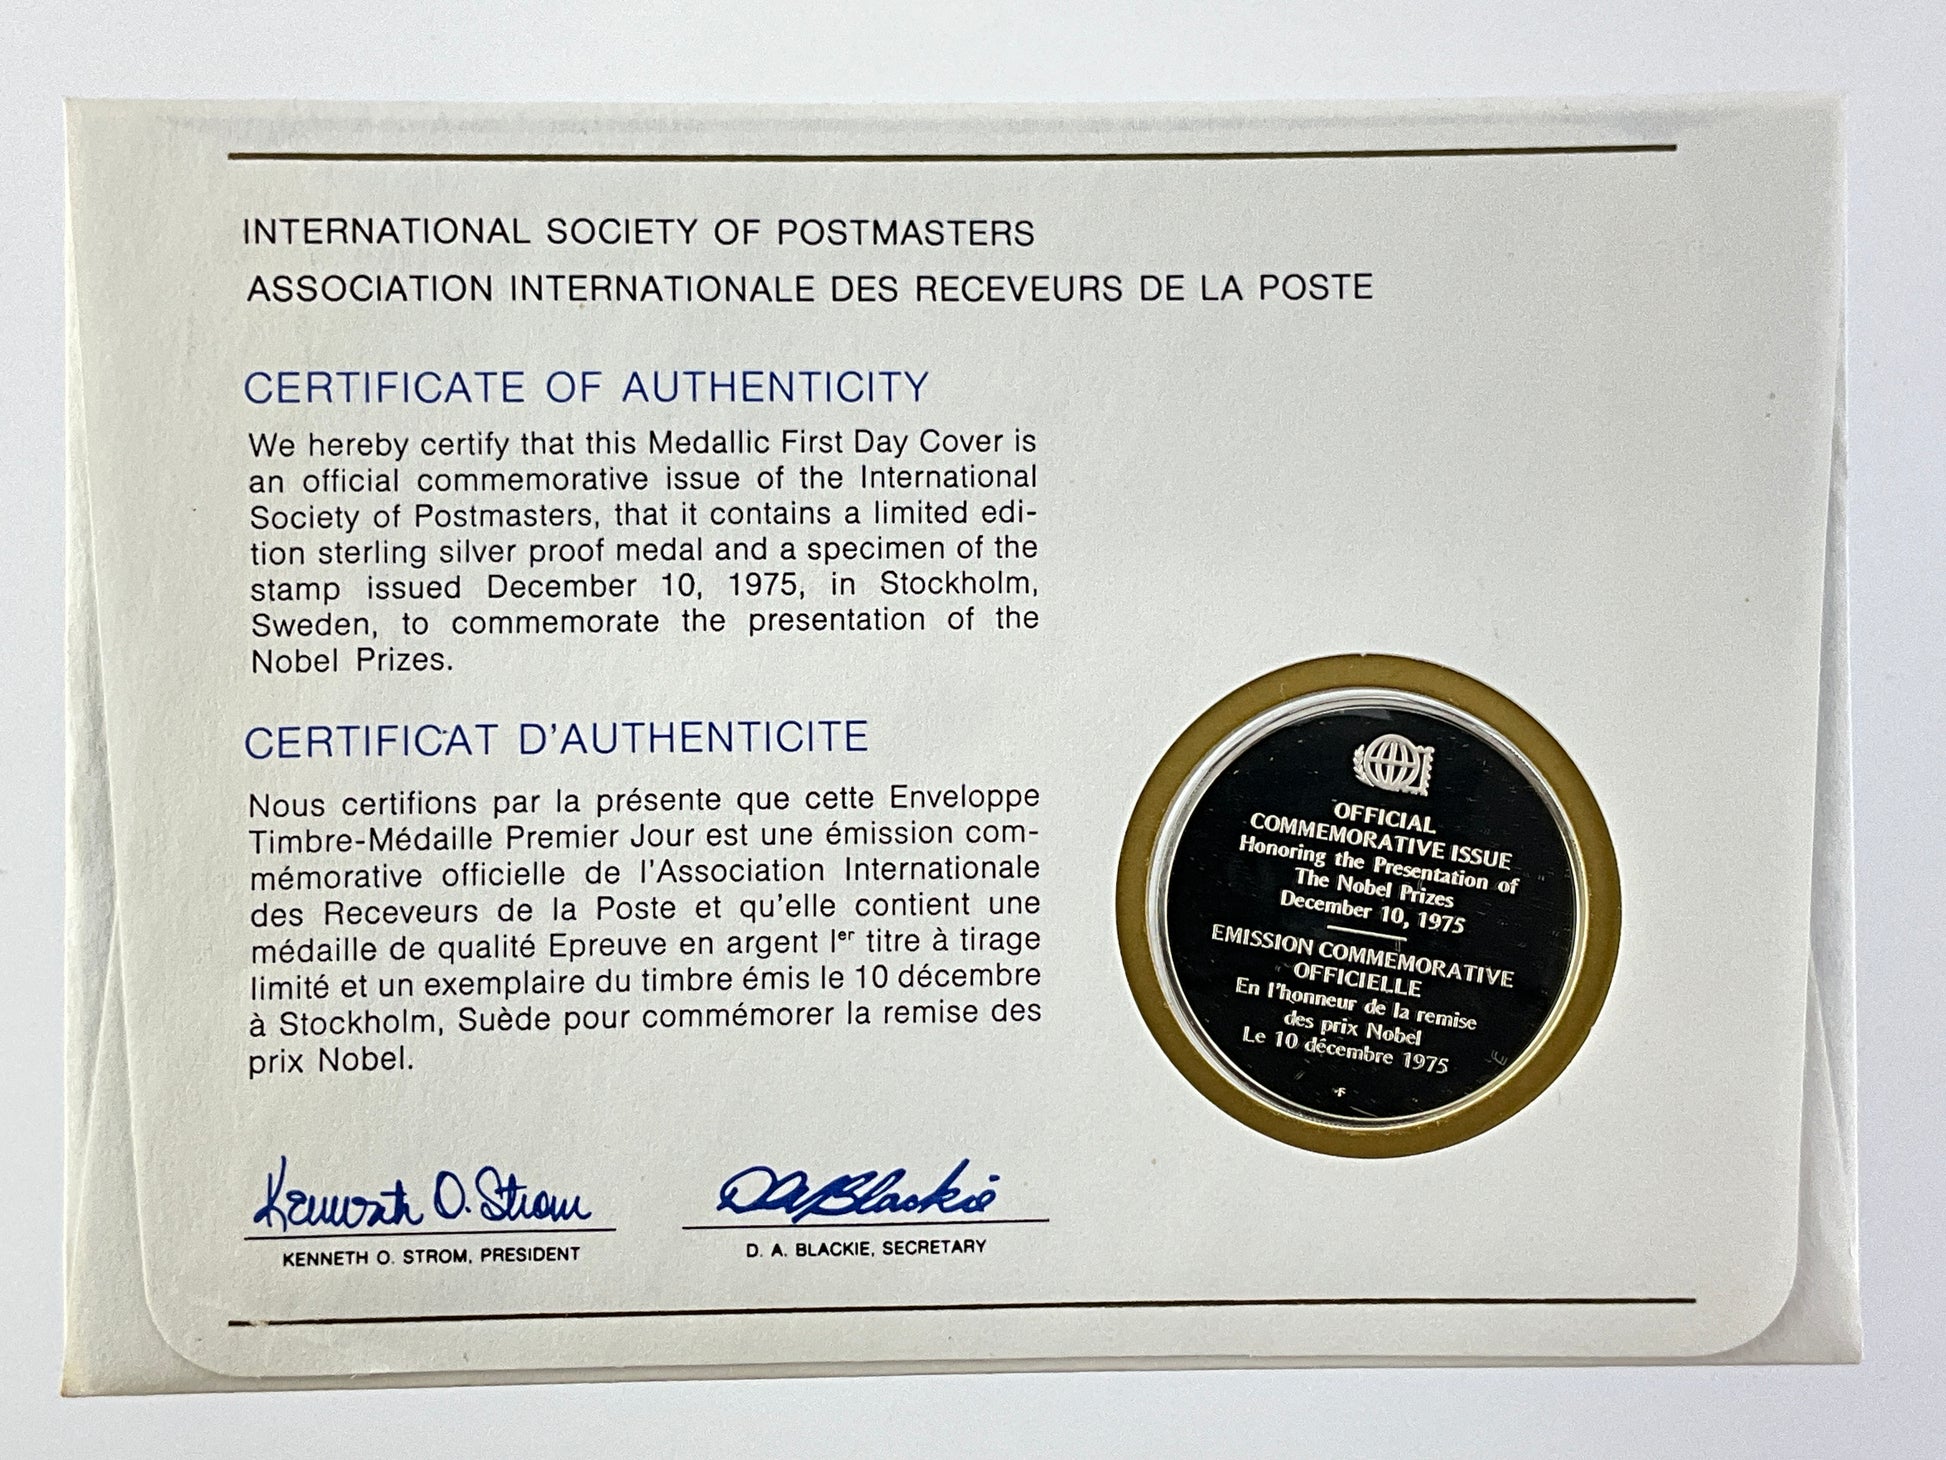 INTERNATIONAL SOCIETY OF POSTMASTERS
ASSOCIATION INTERNATIONALE DES RECEVEURS DE LA POSTE
CERTIFICATE OF AUTHENTICITY
We hereby certify that this Medallic First Day Cover is
an official commemorative issue of the International
Society of Postmasters, that it contains a limited edi-
tion sterling silver proof medal and a specimen of the
stamp issued December 10, 1975, in Stockholm,
Sweden, to commemorate the presentation of the
Nobel Prizes.
CERTIFICAT D'AUTHENTICITE
Nous certifions par la présente que cette Enveloppe
Timbre-Médaille Premier Jour est une émission com-
mémorative officielle de l'Association Internationale
des Receveurs de la Poste et qu'elle contient une
médaille de qualité Epreuve en argent Ier titre à tirage
limité et un exemplaire du timbre émis le 10 décembre
à Stockholm, Suède pour commémorer la remise des
prix Nobel.
Kenneth O. Strom
KENNETH O. STROM, PRESIDENT
D A Blackie
D. A. BLACKIE, SECRETARY
OFFICIAL
COMMEMORATIVE ISSUE
Honoring the Presentation of
The Nobel Prizes
December 10, 1975
EMISSION COMMEMORATIVE
OFFICIELLE
En l'honneur de la remise
des prix Nobel
Le 10 décembre 1975
F